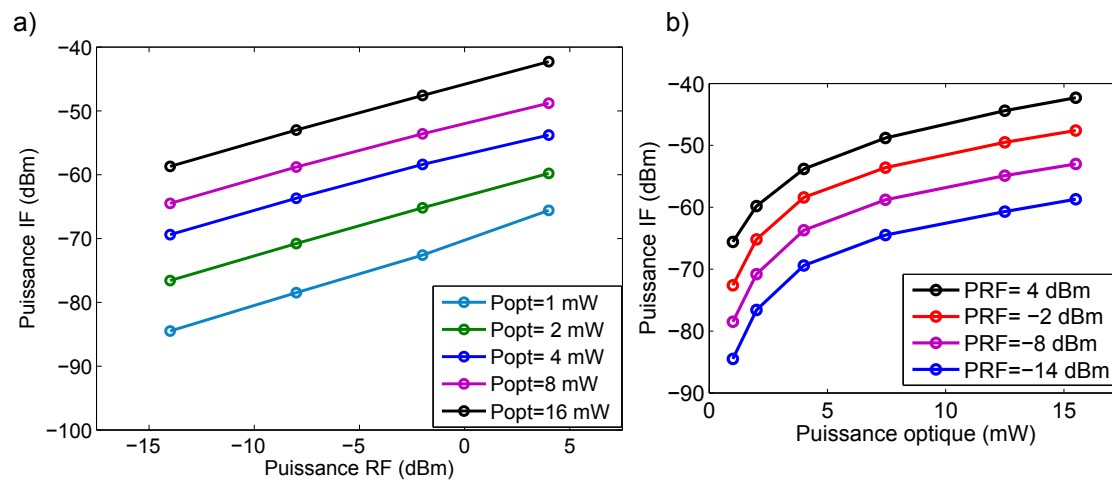 a)
−40
−50
−60
−70
−80
−90
−100
Puissance IF (dBm)
−15
−10
−5
0
5
Puissance RF (dBm)
Popt=1 mW
Popt= 2 mW
Popt= 4 mW
Popt=8 mW
Popt=16 mW
b)
−40
−50
−60
−70
−80
−90
Puissance IF (dBm)
0
5
10
15
Puissance optique (mW)
PRF= 4 dBm
PRF= −2 dBm
PRF=−8 dBm
PRF=−14 dBm